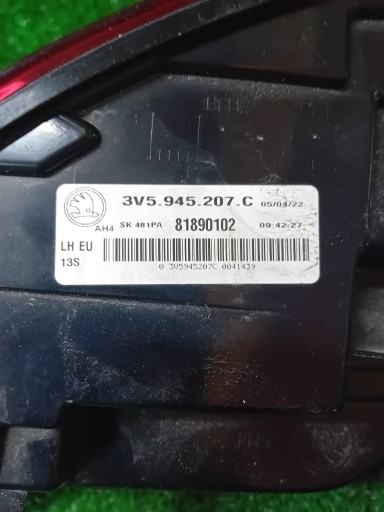 3V5.945.207.C 05/04/22
AH4 SK 481PA 81890102 09:42-27
LH EU
13S
0 3V5945207C 0041439